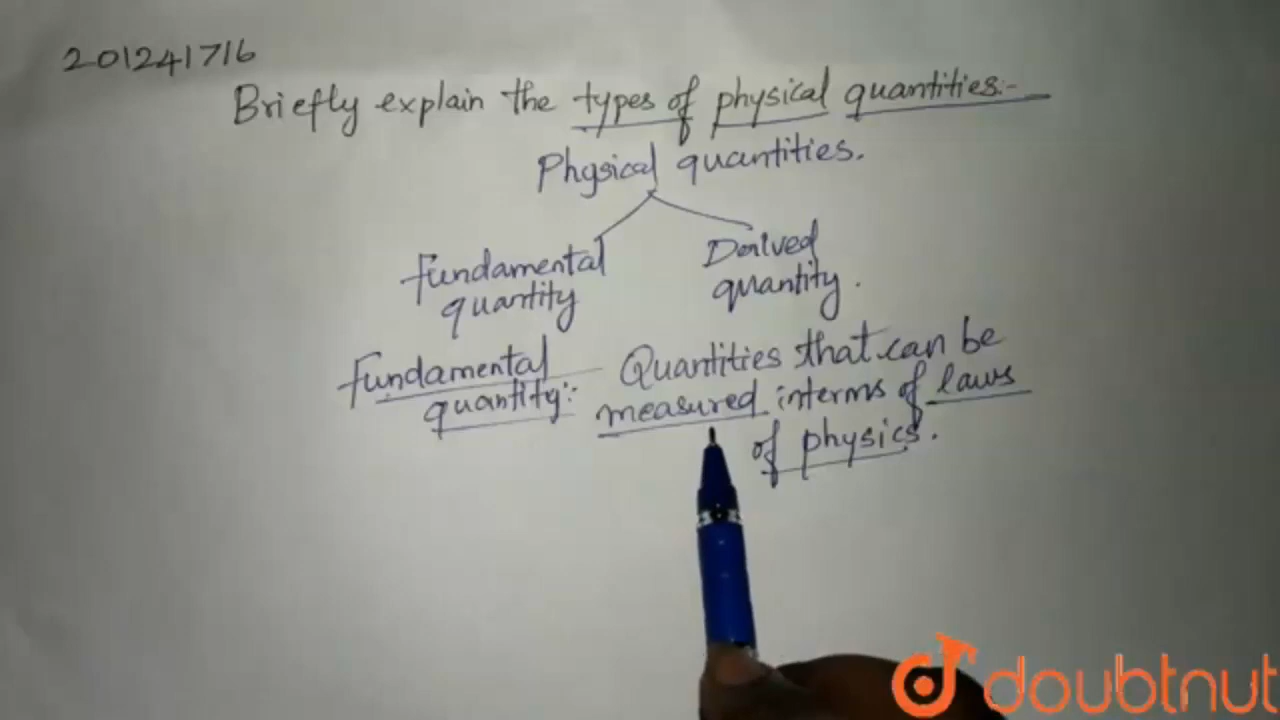 201241716
Briefly explain the types of physical quantities:-
Physical quantities.
fundamental
quantity
Derived
quantity.
fundamental
quantity:
Quantities that can be
measured interms of laws
of physics.
doubtnut